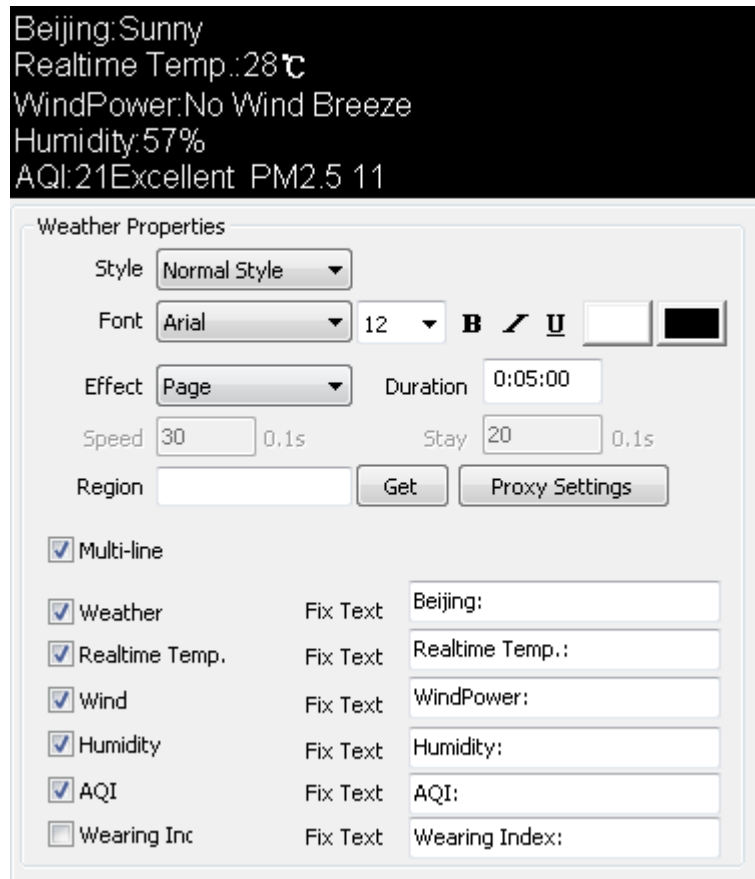 Beijing:Sunny
Realtime Temp.:28℃
WindPower:No Wind Breeze
Humidity:57%
AQI:21Excellent PM2.5 11
Weather Properties
Style Normal Style
Font Arial 12 B I U
Effect Page Duration 0:05:00
Speed 30 0.1s Stay 20 0.1s
Region Get Proxy Settings
Multi-line
Weather Fix Text Beijing:
Realtime Temp. Fix Text Realtime Temp.:
Wind Fix Text WindPower:
Humidity Fix Text Humidity:
AQI Fix Text AQI:
Wearing Inc Fix Text Wearing Index: